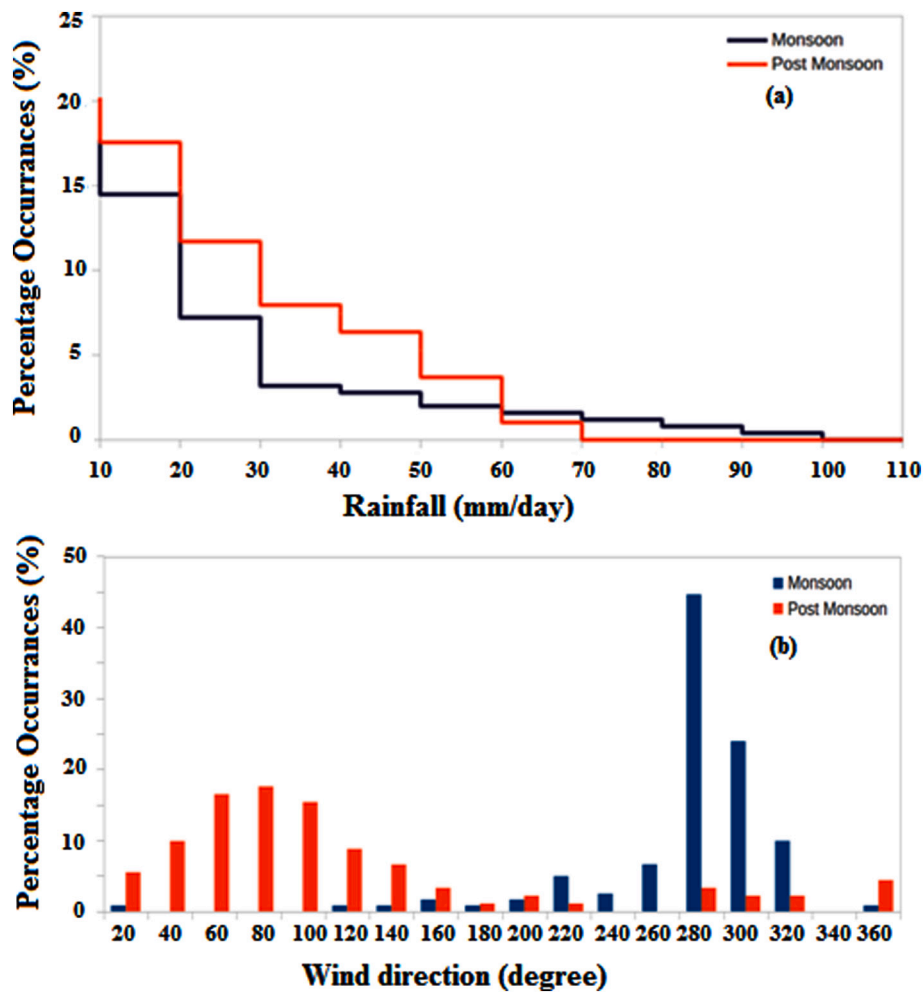 25
20
15
10
5
0
Percentage Occurrances (%)
Monsoon
Post Monsoon
(a)
10 20 30 40 50 60 70 80 90 100 110
Rainfall (mm/day)
50
40
30
20
10
0
Percentage Occurrances (%)
Monsoon
Post Monsoon
(b)
20 40 60 80 100 120 140 160 180 200 220 240 260 280 300 320 340 360
Wind direction (degree)